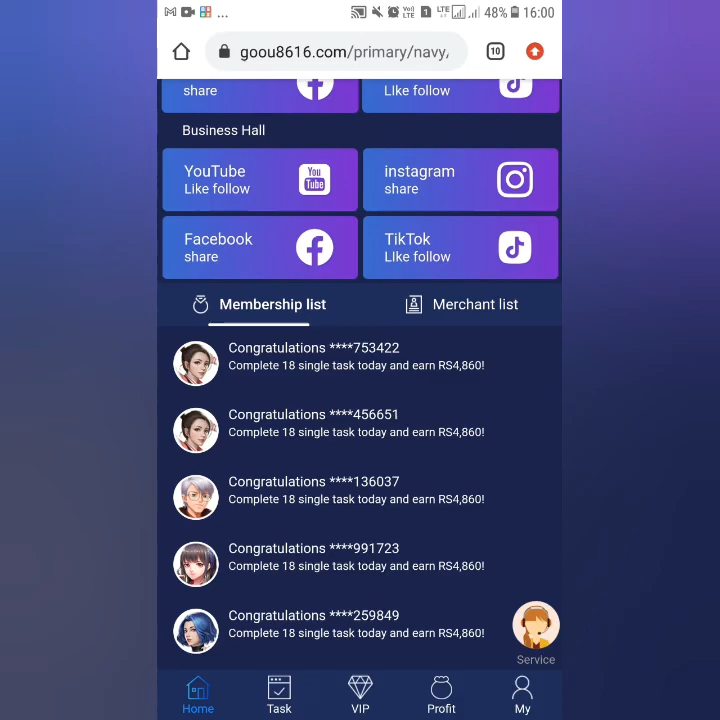 ... LTE 1 LTE 48% 16:00
goou8616.com/primary/navy, 10
share
LIke follow
Business Hall
YouTube
Like follow
You
Tube
instagram
share
Facebook
share
TikTok
LIke follow
Membership list
Merchant list
Congratulations ****753422
Complete 18 single task today and earn RS4,860!
Congratulations ****456651
Complete 18 single task today and earn RS4,860!
Congratulations ****136037
Complete 18 single task today and earn RS4,860!
Congratulations ****991723
Complete 18 single task today and earn RS4,860!
Congratulations ****259849
Complete 18 single task today and earn RS4,860!
Service
Home
Task
VIP
Profit
My